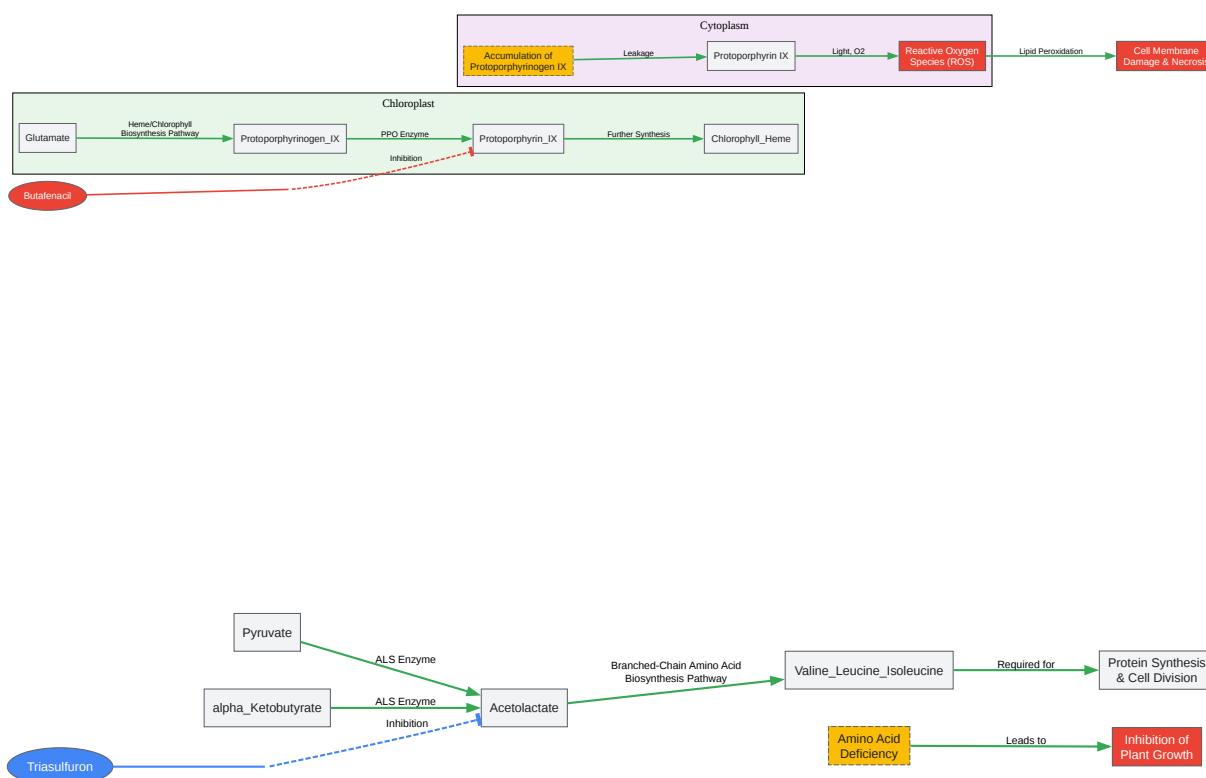 Cytoplasm
Accumulation of
Protoporphyrinogen IX
Leakage
Protoporphyrin IX
Light, O2
Reactive Oxygen
Species (ROS)
Lipid Peroxidation
Cell Membrane
Damage & Necrosis
Chloroplast
Glutamate
Heme/Chlorophyll
Biosynthesis Pathway
Protoporphyrinogen_IX
PPO Enzyme
Protoporphyrin_IX
Further Synthesis
Chlorophyll_Heme
Inhibition
Butafenacil
Pyruvate
ALS Enzyme
alpha_Ketobutyrate
ALS Enzyme
Inhibition
Acetolactate
Branched-Chain Amino Acid
Biosynthesis Pathway
Valine_Leucine_Isoleucine
Required for
Protein Synthesis
& Cell Division
Amino Acid
Deficiency
Leads to
Inhibition of
Plant Growth
Triasulfuron